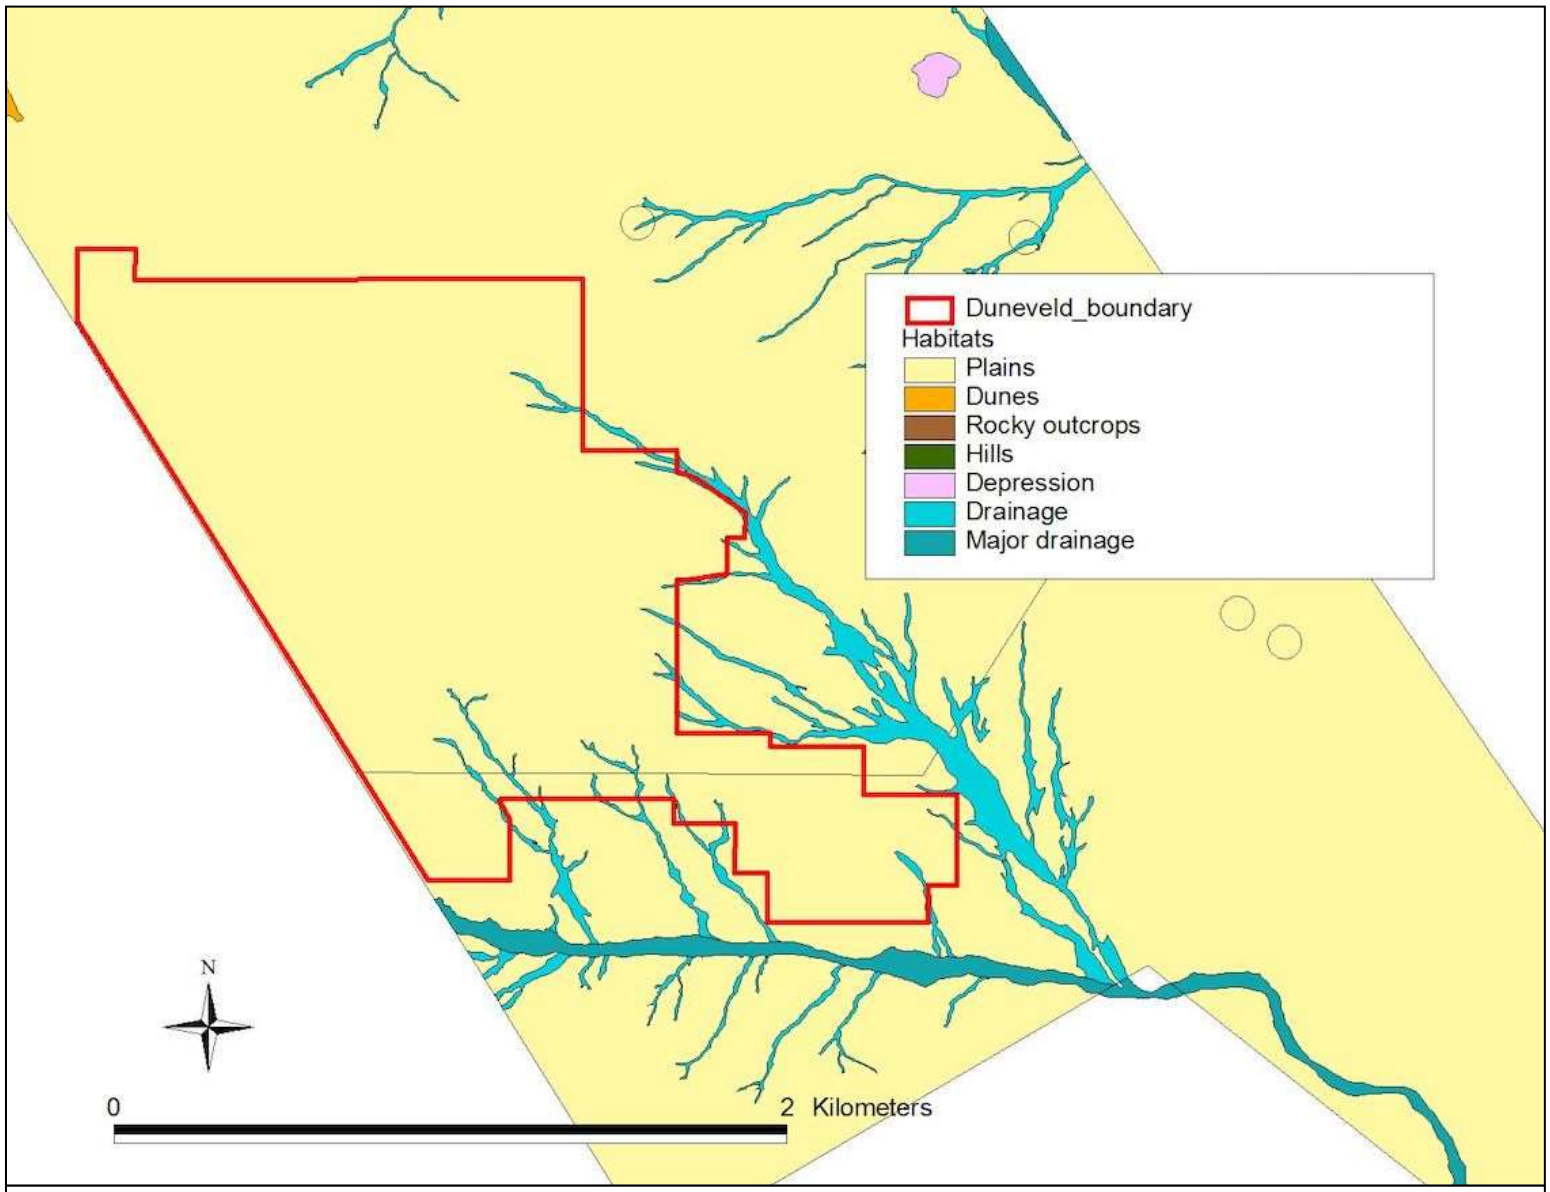 Duneveld_boundary
Habitats
Plains
Dunes
Rocky outcrops
Hills
Depression
Drainage
Major drainage
N
0 2 Kilometers